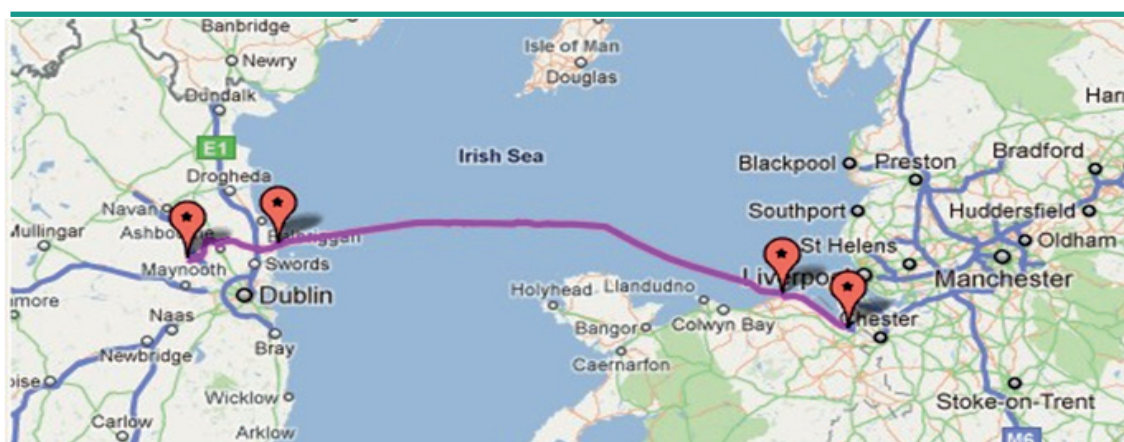 Banbridge
Newry
Dundalk
E1
Drogheda
Navan
Mullingar
Ashbourne
Balbriggan
Maynooth
Swords
Dublin
Naas
Newbridge
Bray
Wicklow
Carlow
Arklow
Isle of Man
Douglas
Irish Sea
Holyhead
Llandudno
Bangor
Colwyn Bay
Caernarfon
Blackpool
Preston
Bradford
Southport
Huddersfield
St Helens
Oldham
Liverpool
Manchester
Chester
Stoke-on-Trent
M6